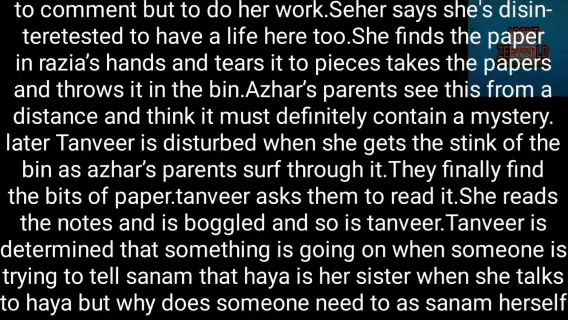 to comment but to do her work.Seher says she's disin-
teretested to have a life here too.She finds the paper
in razia’s hands and tears it to pieces takes the papers
and throws it in the bin.Azhar’s parents see this from a
distance and think it must definitely contain a mystery.
later Tanveer is disturbed when she gets the stink of the
bin as azhar’s parents surf through it.They finally find
the bits of paper.tanveer asks them to read it.She reads
the notes and is boggled and so is tanveer.Tanveer is
determined that something is going on when someone is
trying to tell sanam that haya is her sister when she talks
to haya but why does someone need to as sanam herself